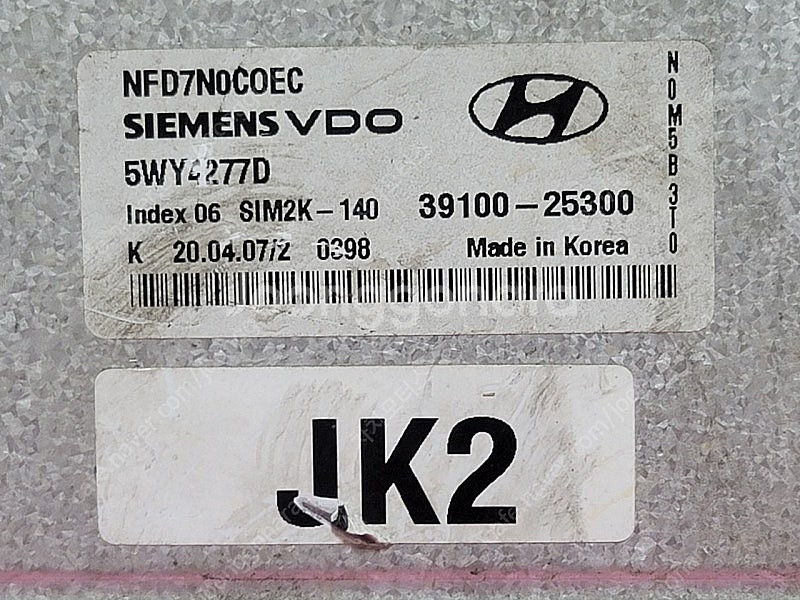 NFD7N0C0EC
SIEMENS VDO
5WY4277D
Index 06 SIM2K-140 39100-25300
K 20.04.07/2 0398 Made in Korea
N0M5B3T0
JK2